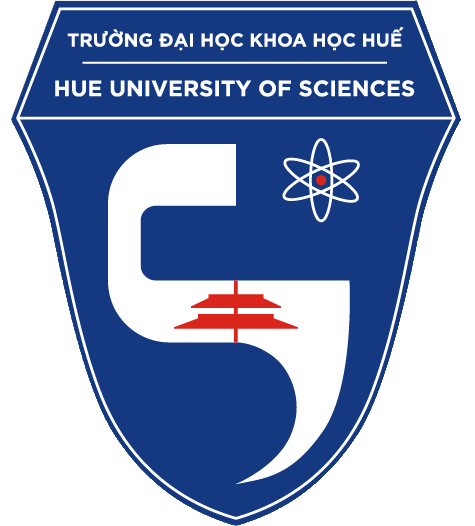 TRƯỜNG ĐẠI HỌC KHOA HỌC HUẾ
HUE UNIVERSITY OF SCIENCES